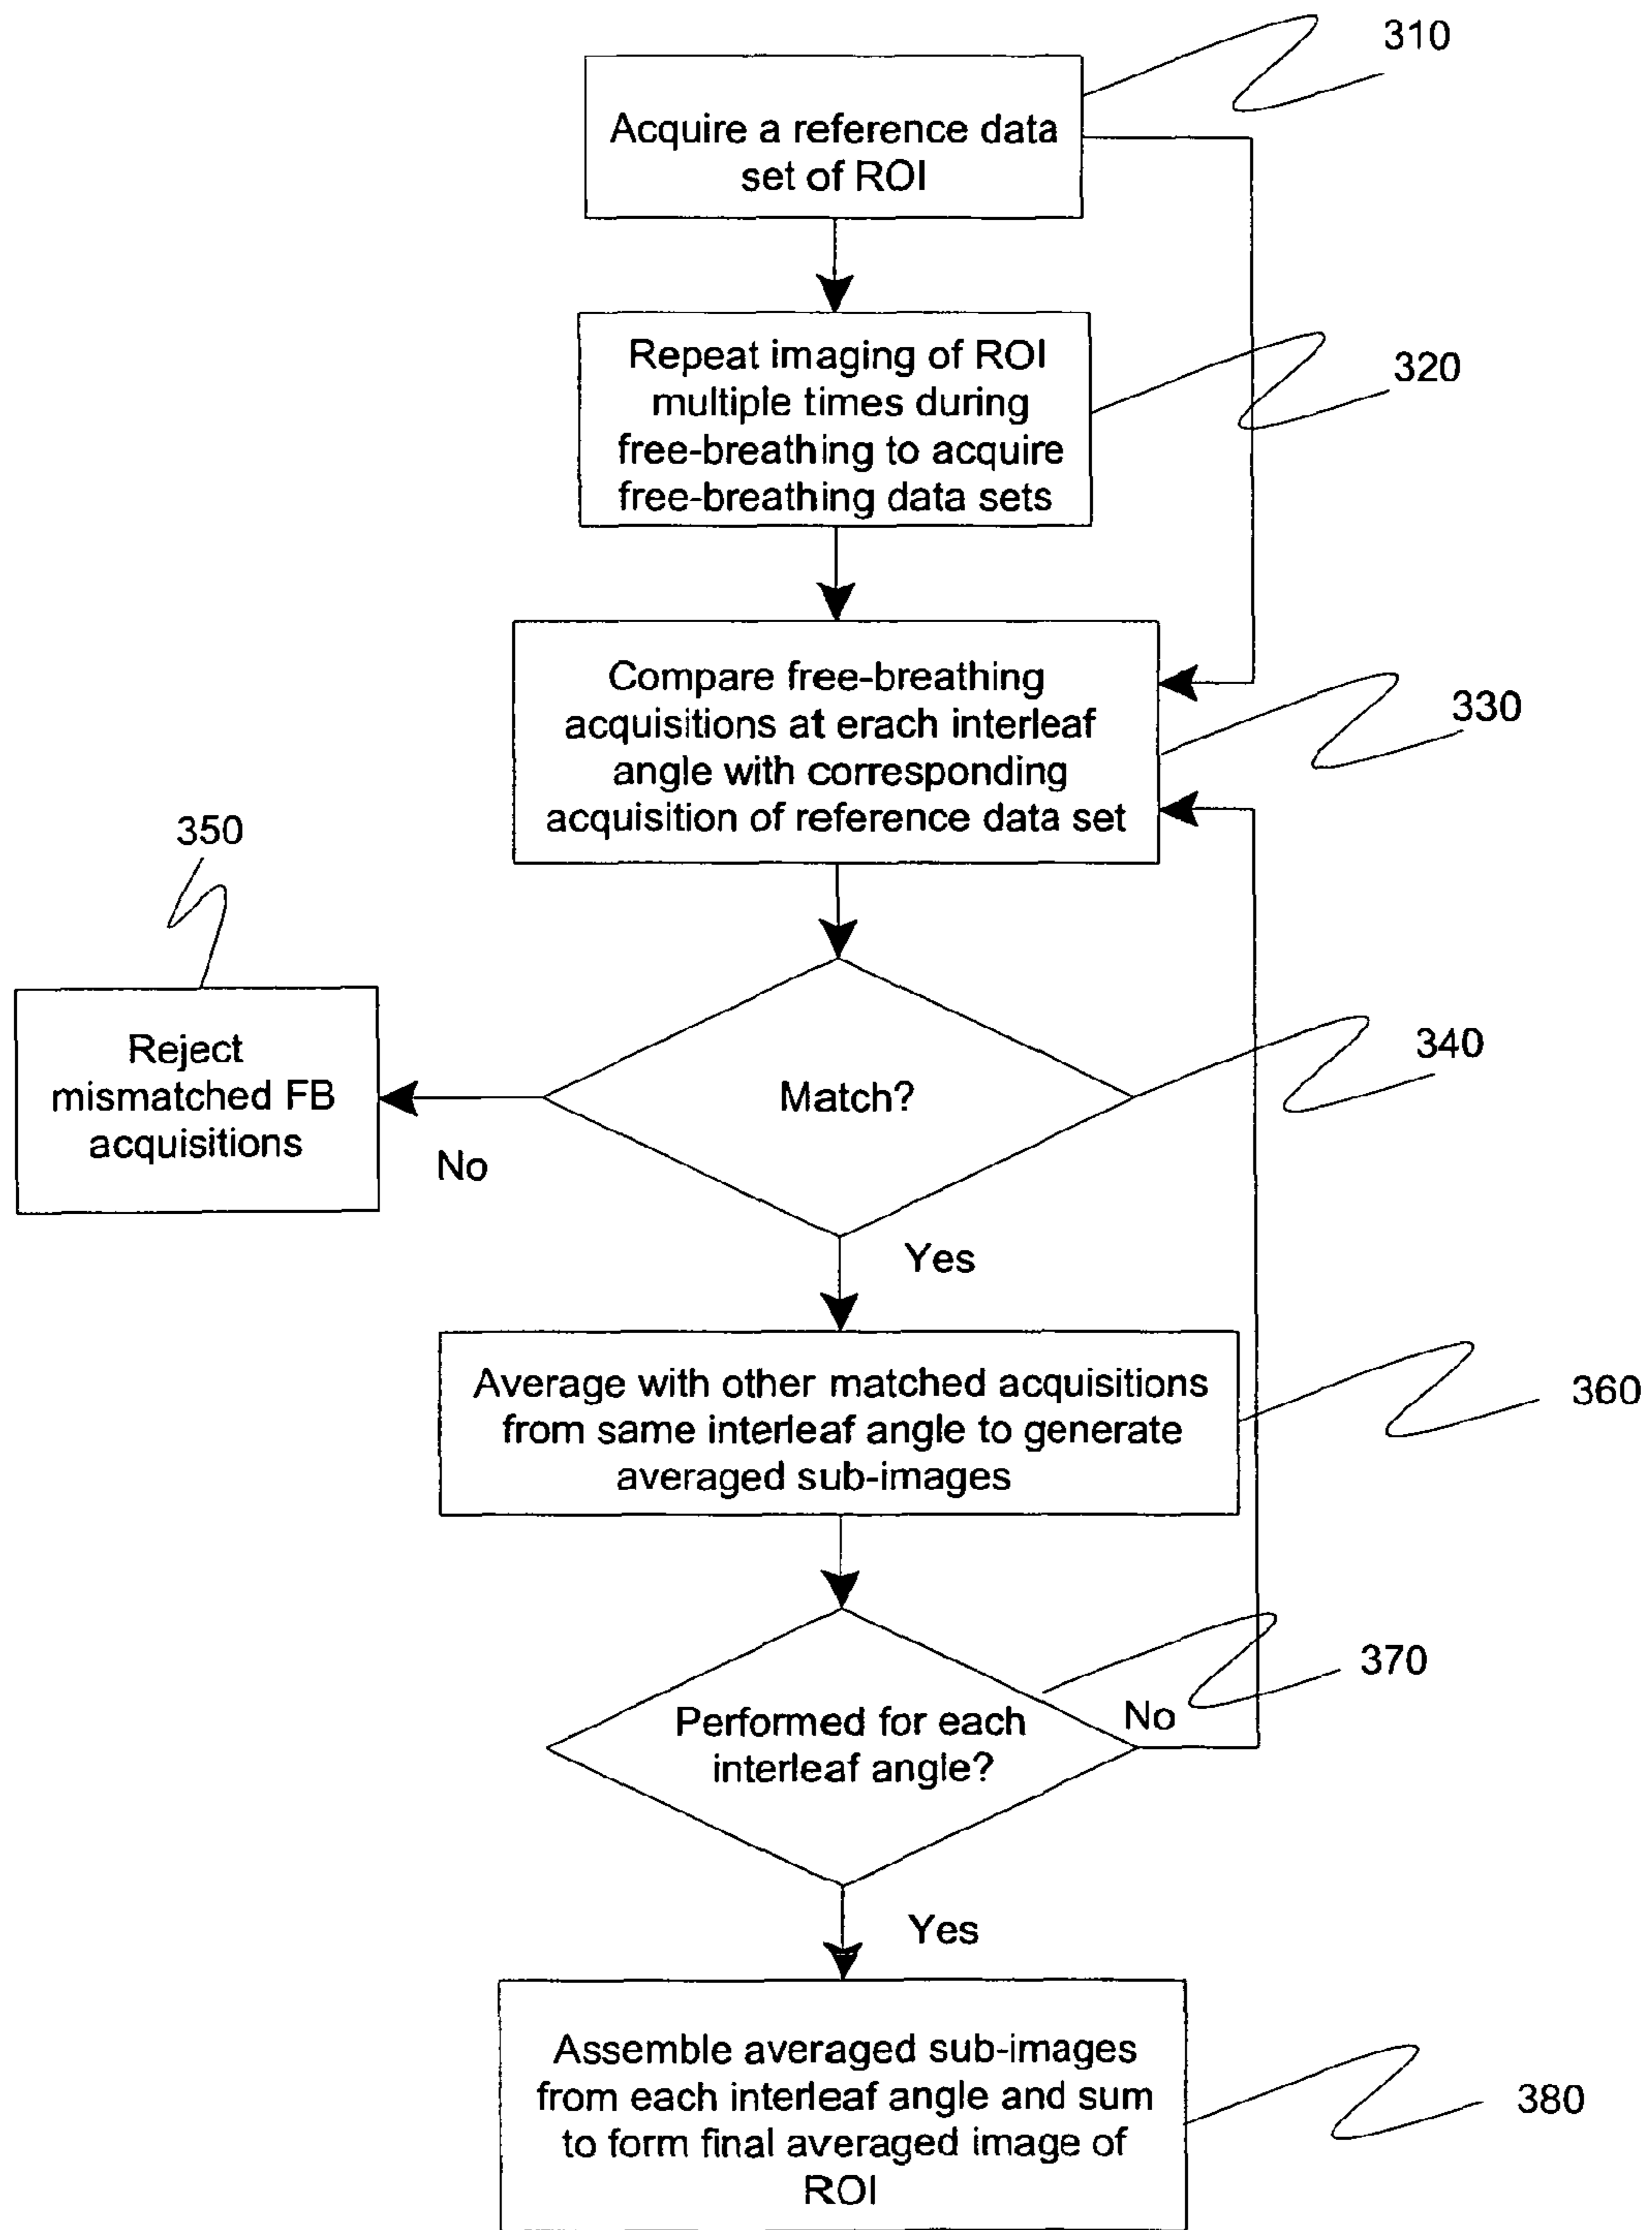 310
Acquire a reference data
set of ROI
Repeat imaging of ROI
multiple times during
free-breathing to acquire
free-breathing data sets
320
Compare free-breathing
acquisitions at erach interleaf
angle with corresponding
acquisition of reference data set
330
350
Reject
mismatched FB
acquisitions
No
Match?
340
Yes
Average with other matched acquisitions
from same interleaf angle to generate
averaged sub-images
360
Performed for each
interleaf angle?
No
370
Yes
Assemble averaged sub-images
from each interleaf angle and sum
to form final averaged image of
ROI
380